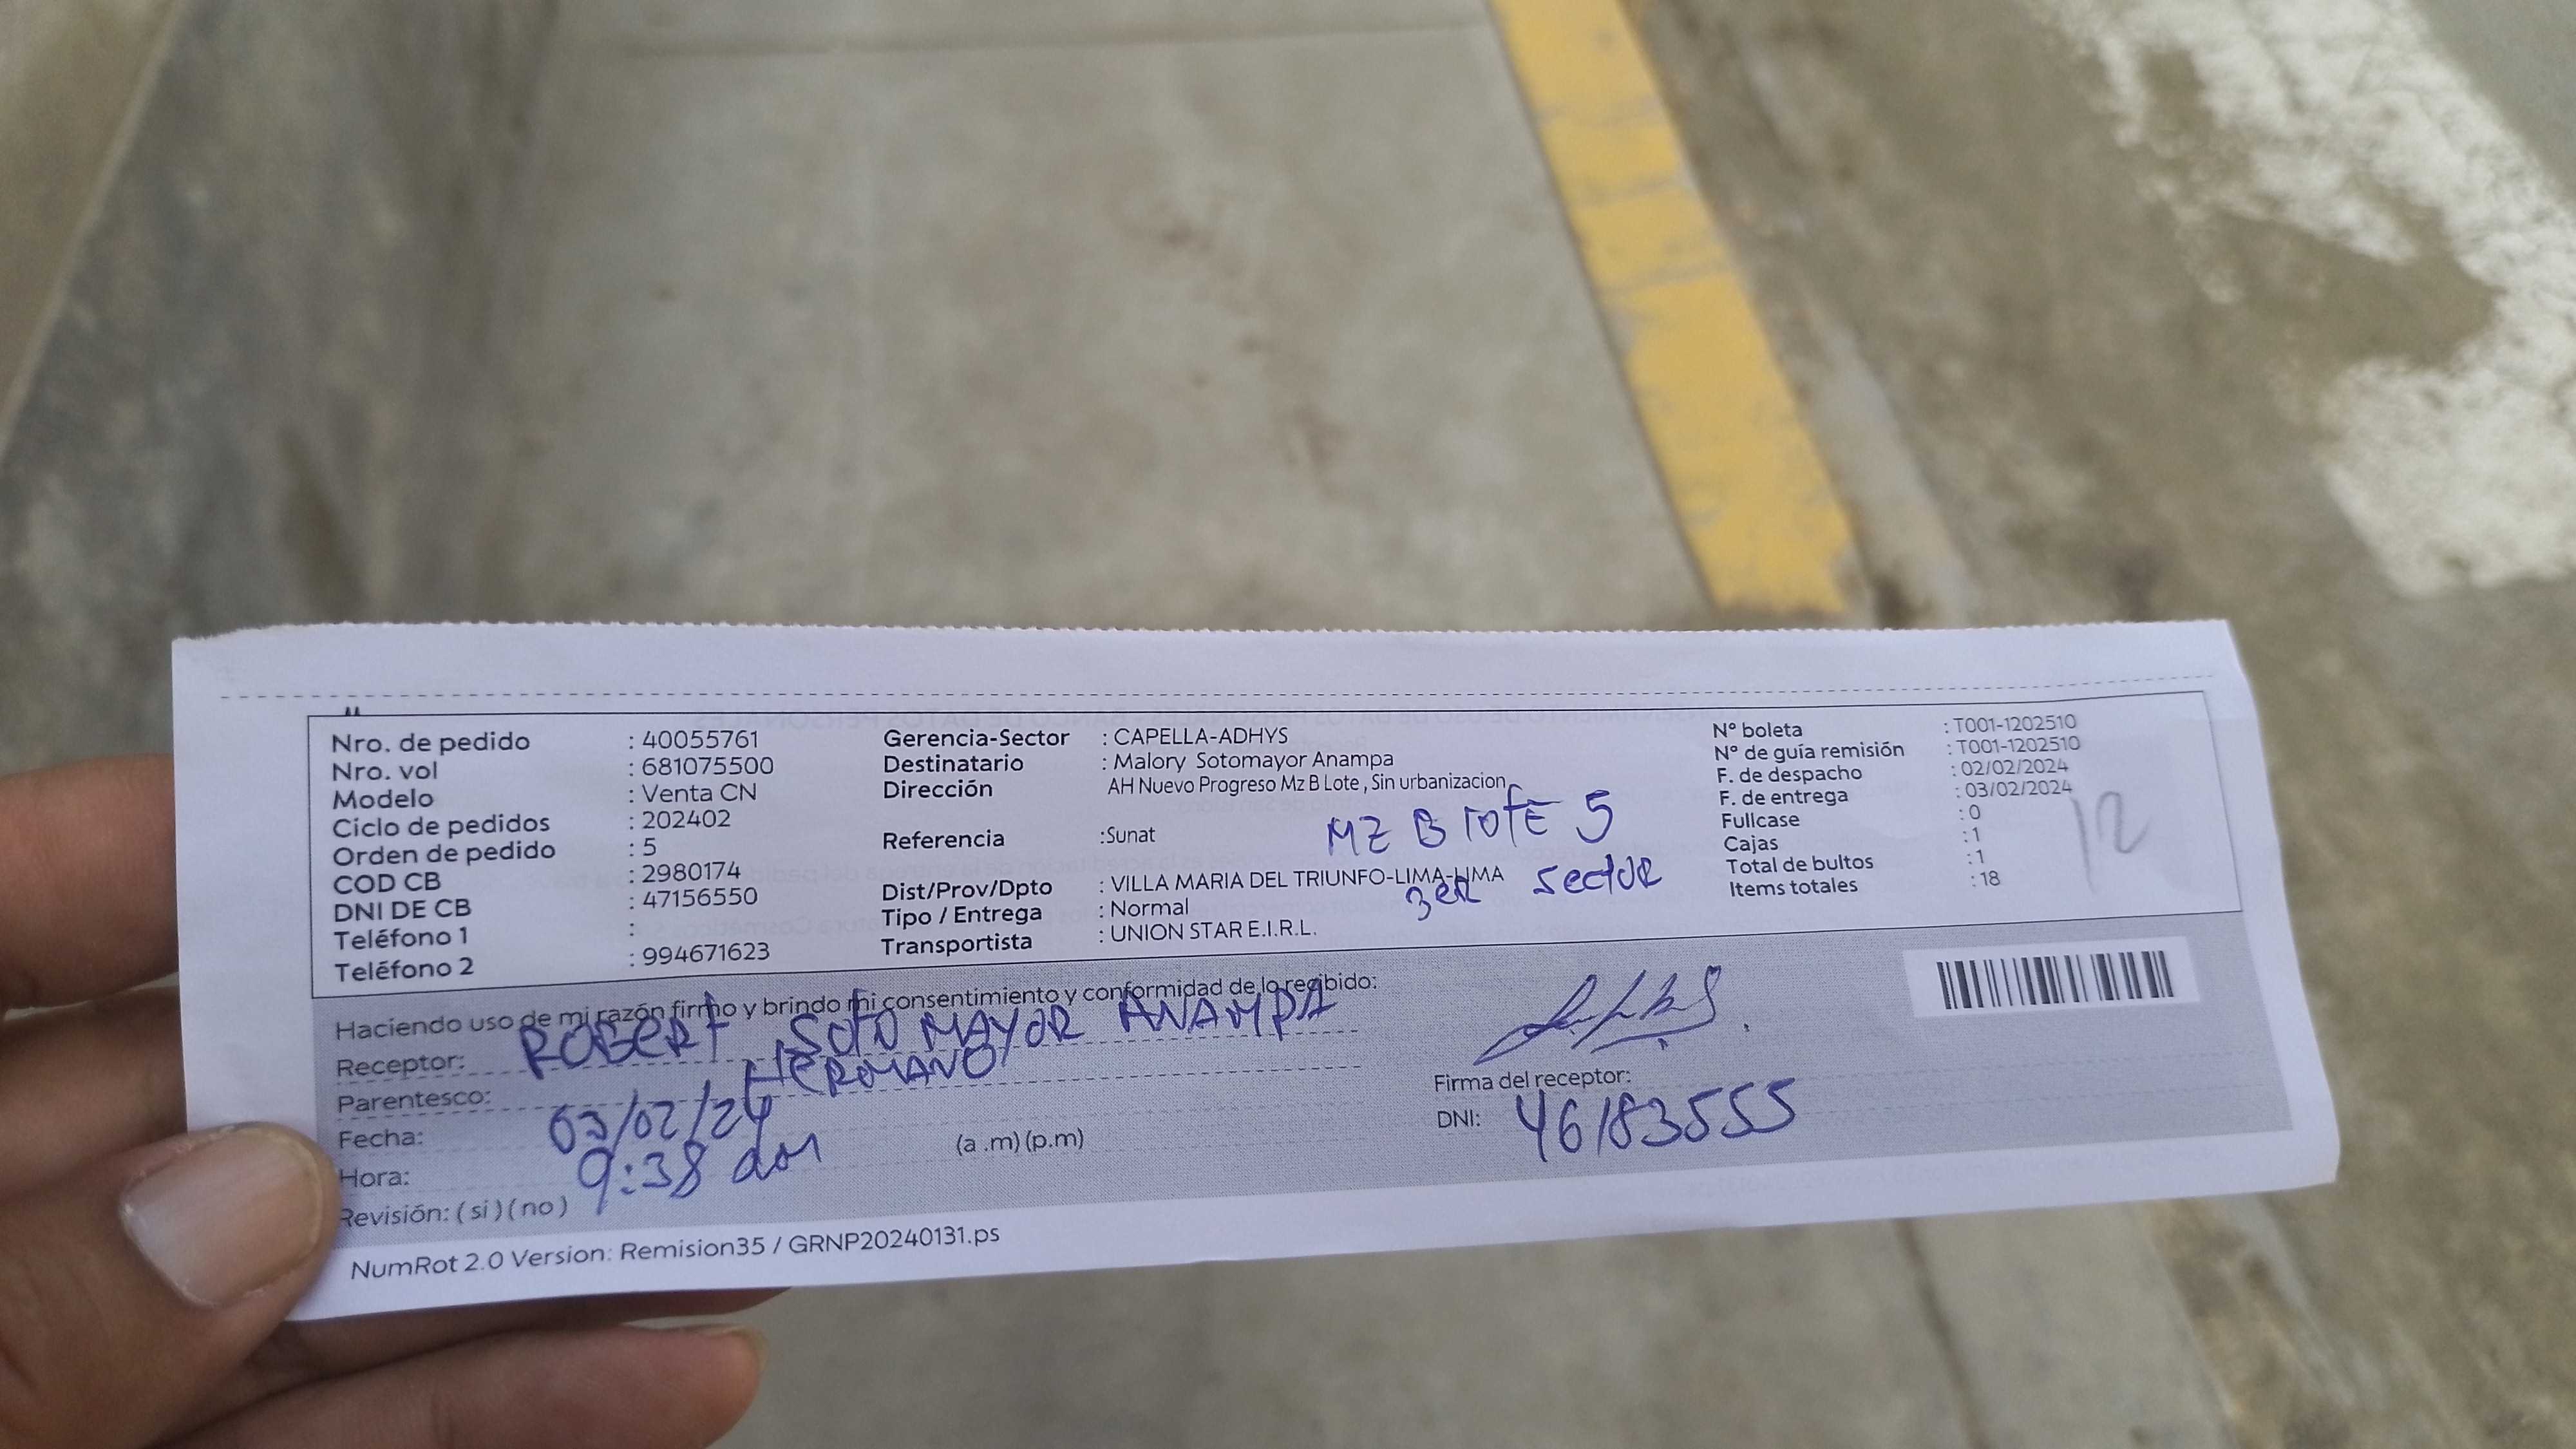 Nro. de pedido : 40055761
Nro. vol : 681075500
Modelo : Venta CN
Ciclo de pedidos : 202402
Orden de pedido : 5
COD CB : 2980174
DNI DE CB : 47156550
Teléfono 1 :
Teléfono 2 : 994671623
Gerencia-Sector : CAPELLA-ADHYS
Destinatario : Malory Sotomayor Anampa
Dirección AH Nuevo Progreso Mz B Lote , Sin urbanizacion
Referencia :Sunat
MZ B lote 5
Dist/Prov/Dpto : VILLA MARIA DEL TRIUNFO-LIMA-LIMA
3er Sector
Tipo / Entrega : Normal
Transportista : UNION STAR E.I.R.L.
N° boleta : T001-1202510
N° de guía remisión : T001-1202510
F. de despacho : 02/02/2024
F. de entrega : 03/02/2024
Fullcase : 0
Cajas : 1
Total de bultos : 1
Items totales : 18
12
Haciendo uso de mi razón firmo y brindo mi consentimiento y conformidad de lo recibido:
Receptor: Robert Soto Mayor Anampa
Parentesco: Hermano
Fecha: 03/02/24
Hora: 9:38 am (a .m) (p.m)
Revisión: ( si ) ( no )
Firma del receptor:
DNI: 46183555
NumRot 2.0 Version: Remision35 / GRNP20240131.ps